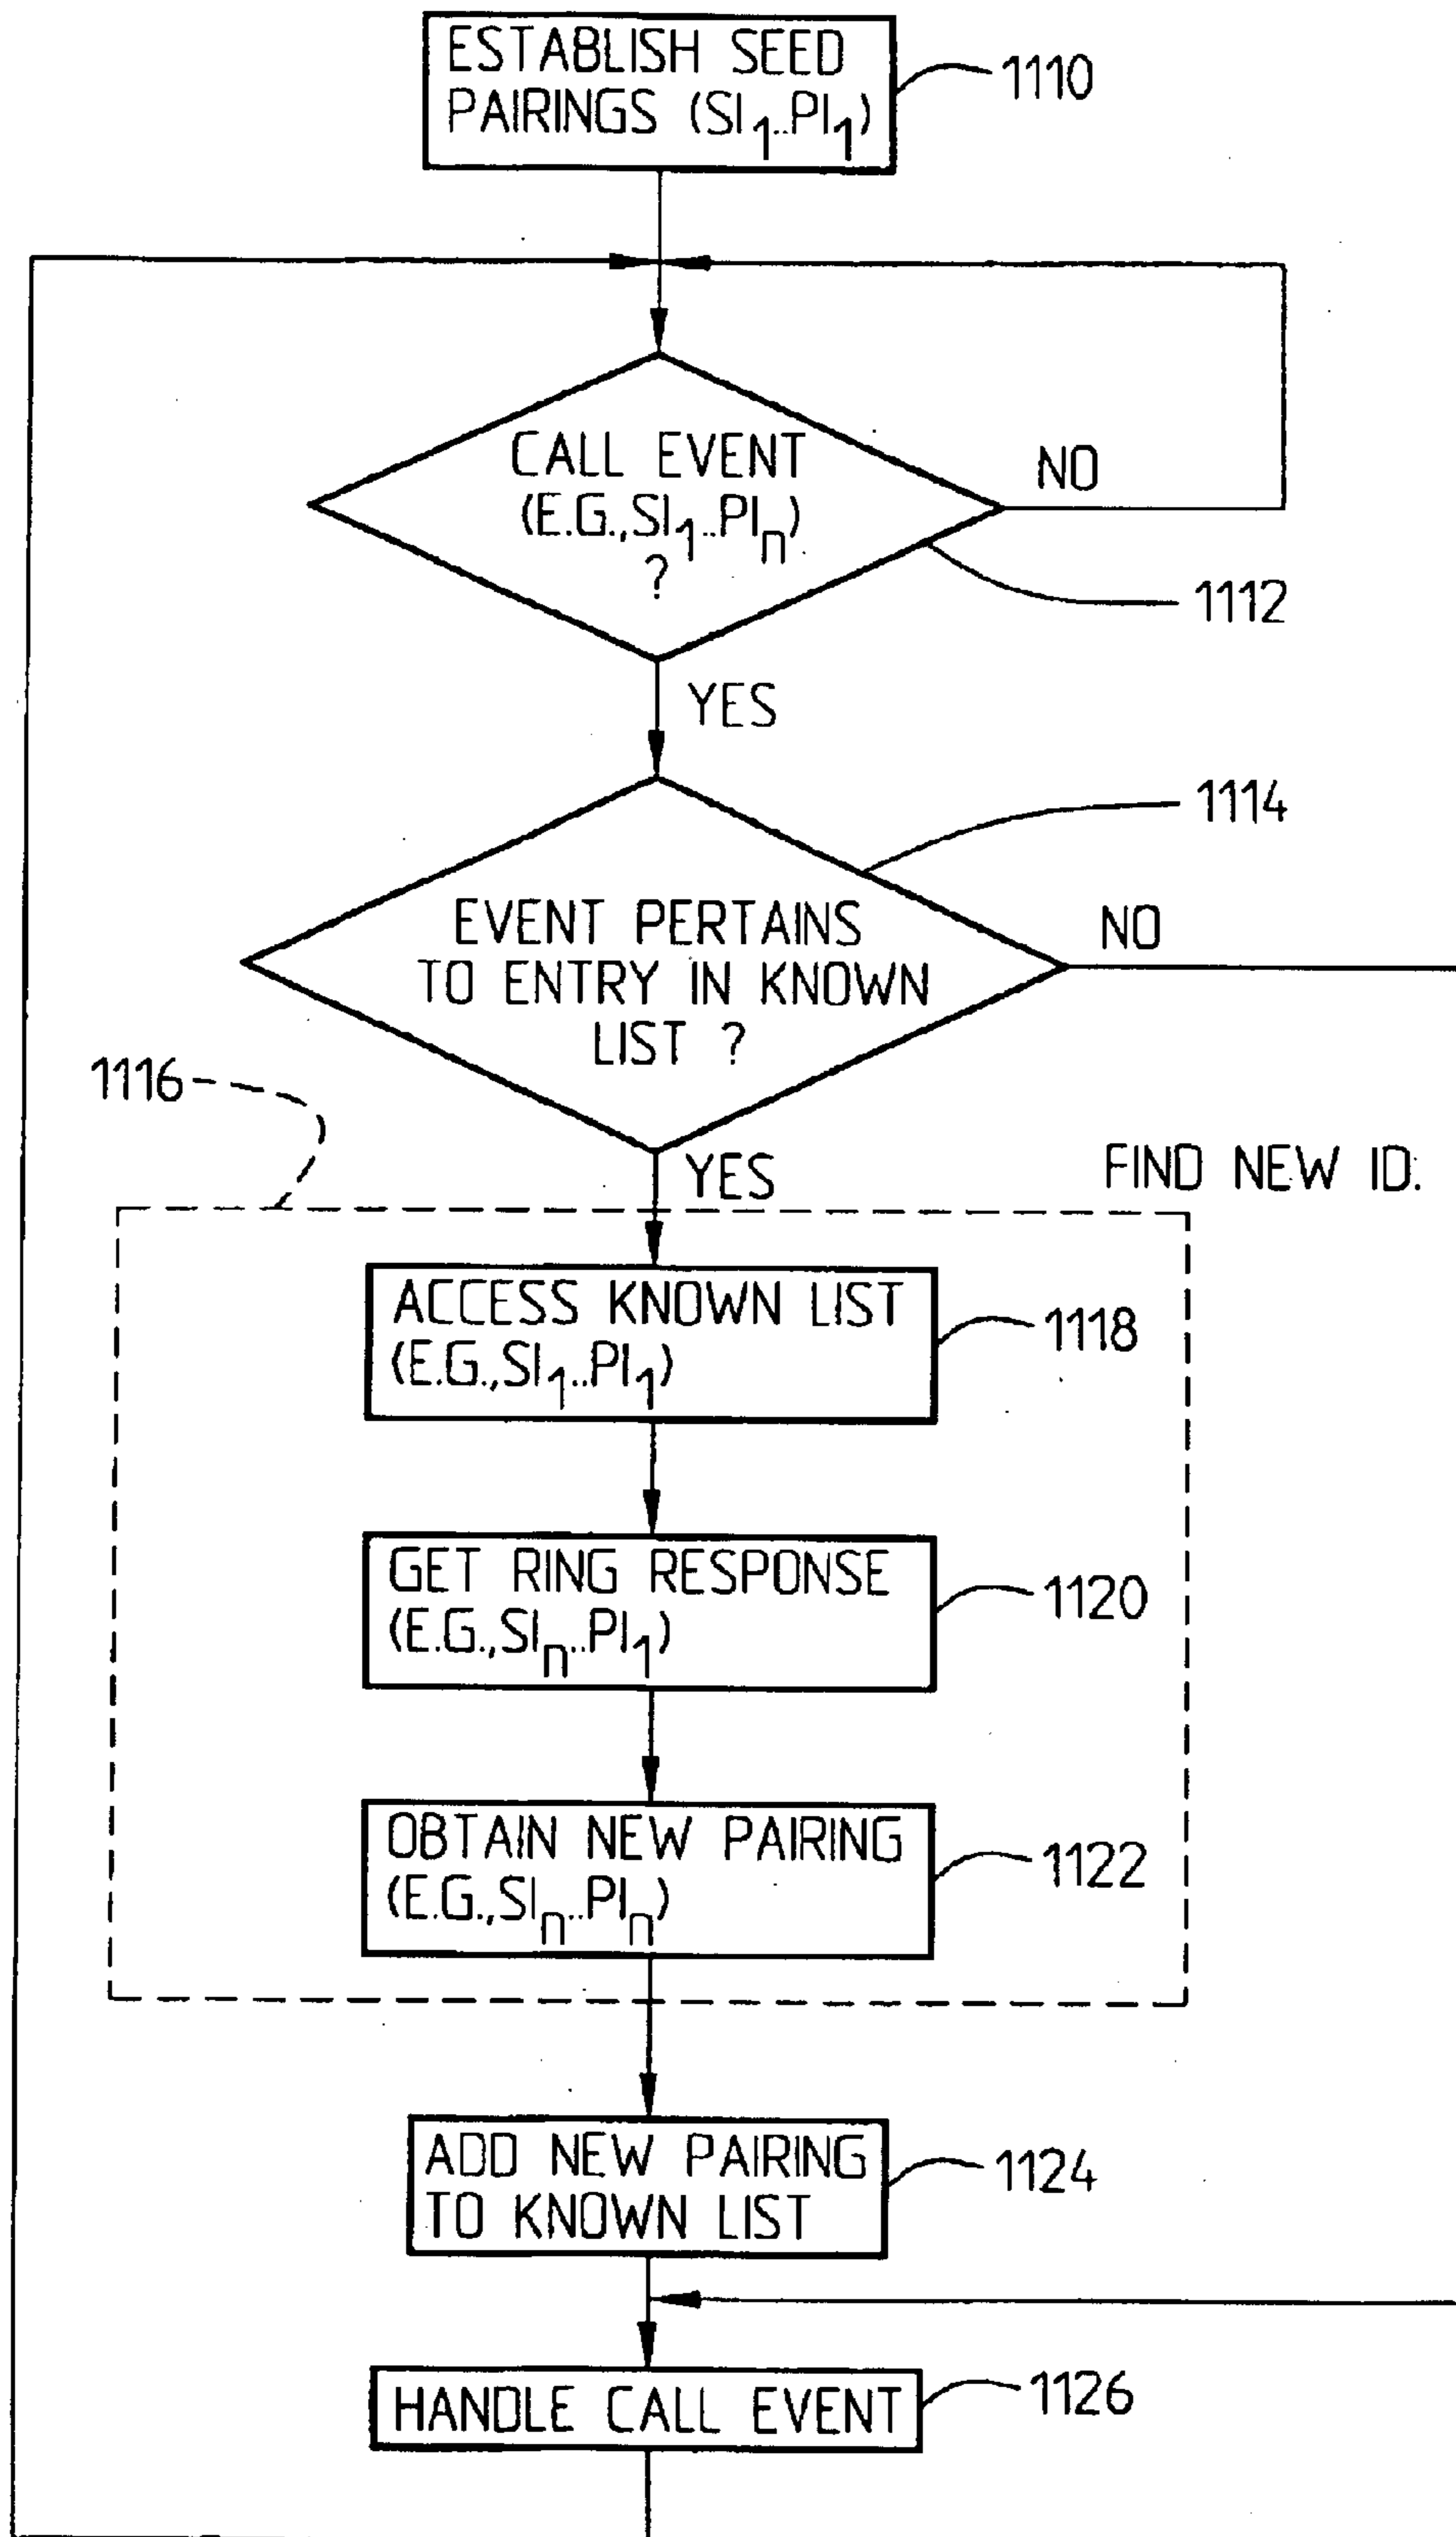 ESTABLISH SEED
PAIRINGS (SI1..PI1)
1110
CALL EVENT
(E.G.,SI1..PIn)
?
NO
1112
YES
1114
EVENT PERTAINS
TO ENTRY IN KNOWN
LIST ?
NO
1116
YES
FIND NEW ID.
ACCESS KNOWN LIST
(E.G.,SI1..PI1)
1118
GET RING RESPONSE
(E.G.,SIn..PI1)
1120
OBTAIN NEW PAIRING
(E.G.,SIn..PIn)
1122
ADD NEW PAIRING
TO KNOWN LIST
1124
HANDLE CALL EVENT
1126